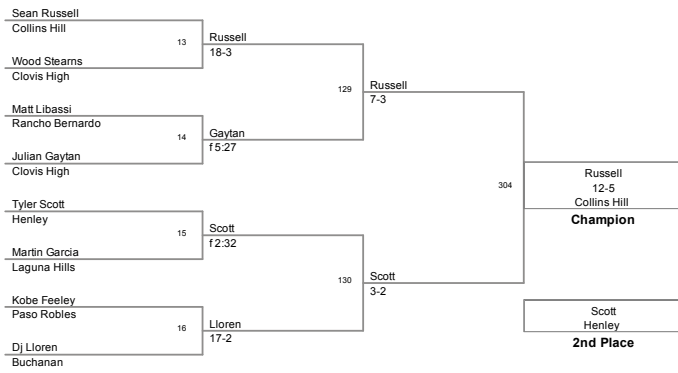 Sean Russell
Collins Hill
13
Russell
18-3
Wood Stearns
Clovis High
129
Russell
7-3
Matt Libassi
Rancho Bernardo
14
Gaytan
f 5:27
Julian Gaytan
Clovis High
304
Russell
12-5
Collins Hill
Champion
Tyler Scott
Henley
15
Scott
f 2:32
Martin Garcia
Laguna Hills
130
Scott
3-2
Kobe Feeley
Paso Robles
16
Lloren
17-2
Dj Lloren
Buchanan
Scott
Henley
2nd Place